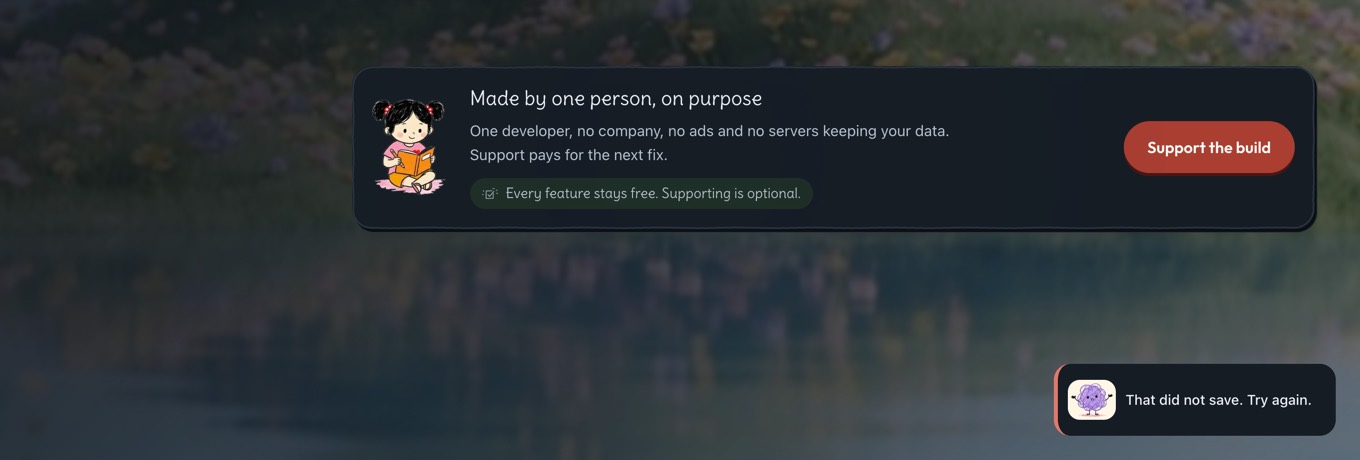 Made by one person, on purpose
One developer, no company, no ads and no servers keeping your data.
Support pays for the next fix.
Every feature stays free. Supporting is optional.
Support the build
That did not save. Try again.